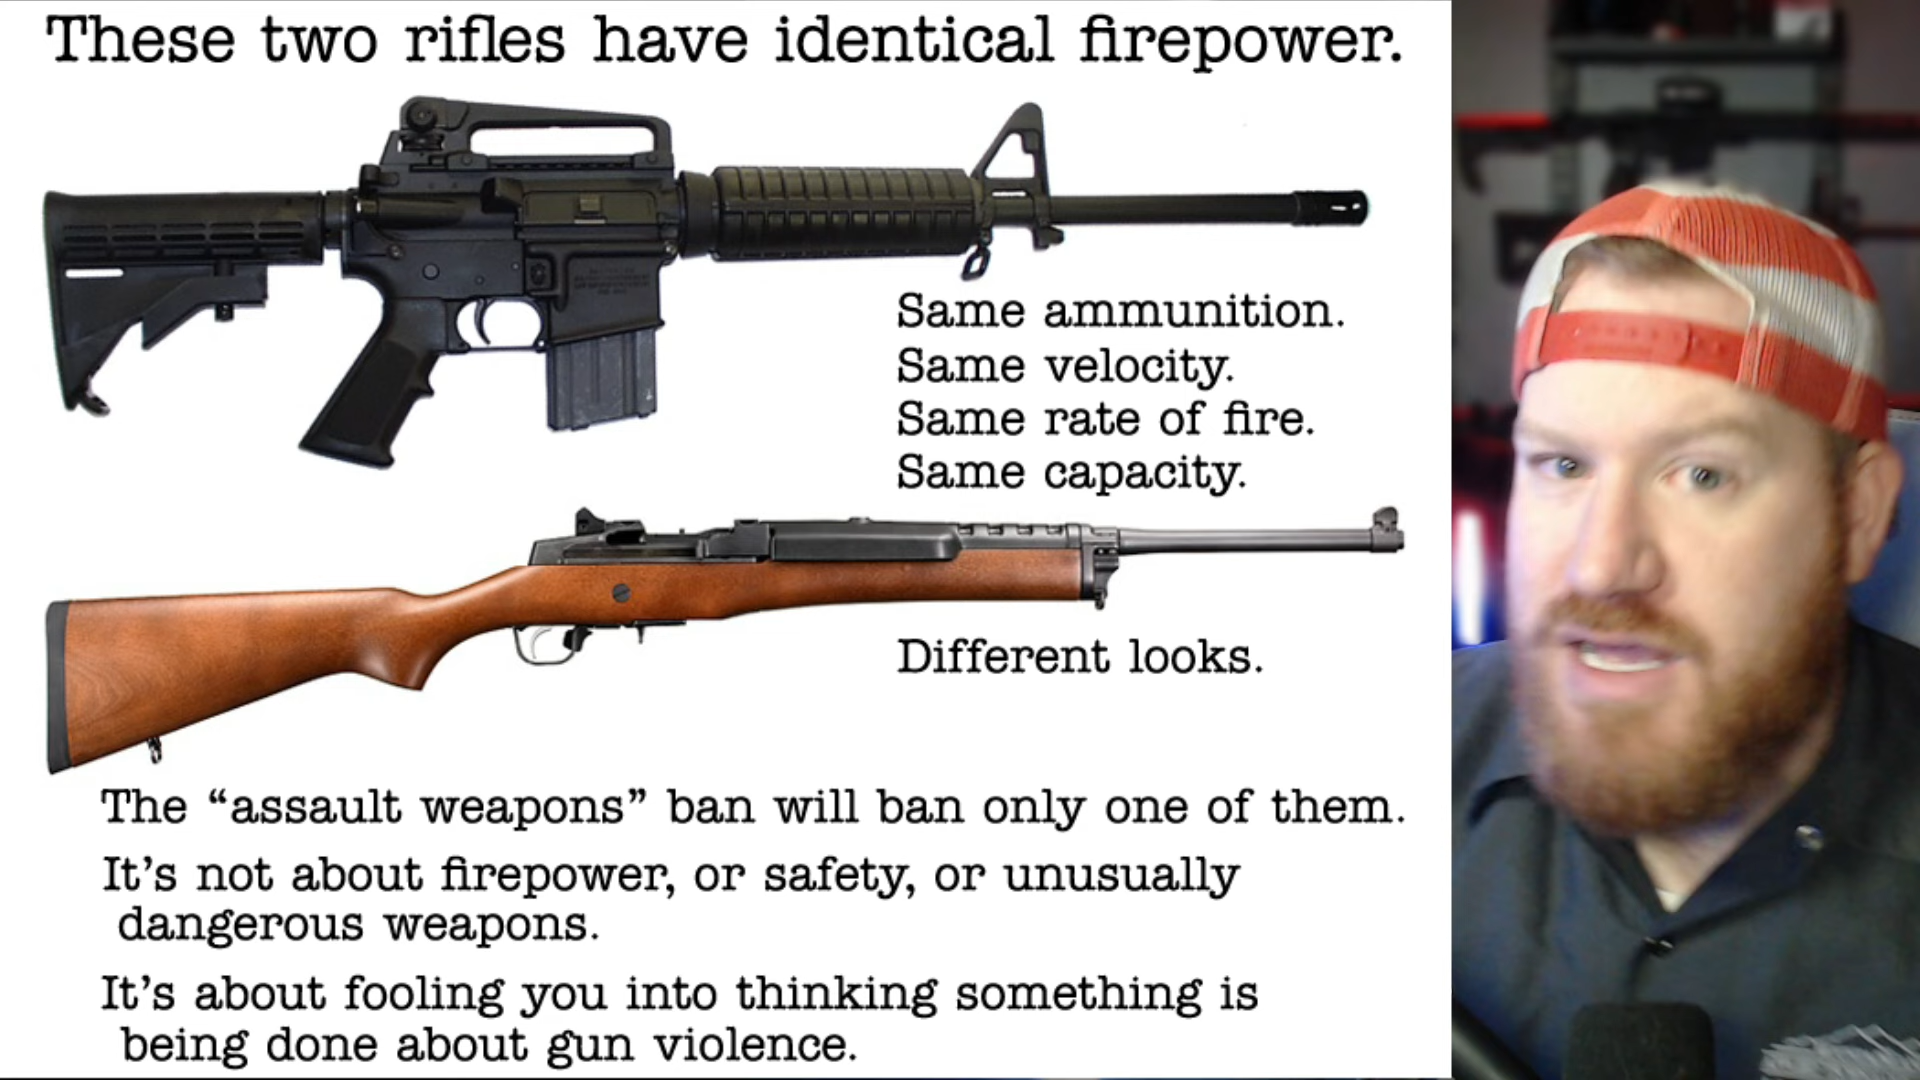 These two rifles have identical firepower.
Same ammunition.
Same velocity.
Same rate of fire.
Same capacity.
Different looks.
The “assault weapons” ban will ban only one of them.
It’s not about firepower, or safety, or unusually
dangerous weapons.
It’s about fooling you into thinking something is
being done about gun violence.